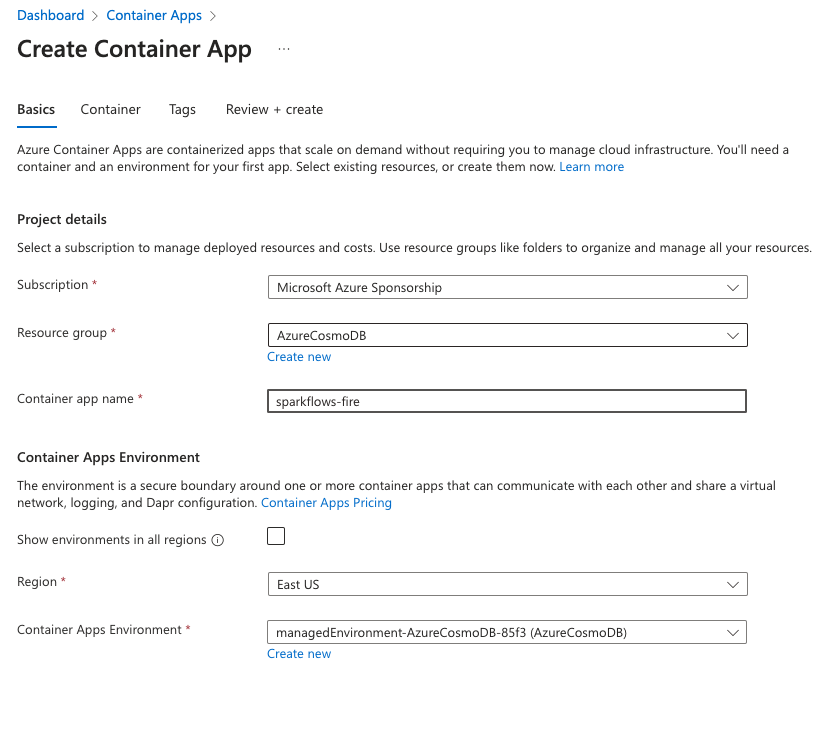 Dashboard > Container Apps >
Create Container App ...
Basics Container Tags Review + create
Azure Container Apps are containerized apps that scale on demand without requiring you to manage cloud infrastructure. You'll need a
container and an environment for your first app. Select existing resources, or create them now. Learn more
Project details
Select a subscription to manage deployed resources and costs. Use resource groups like folders to organize and manage all your resources.
Subscription * Microsoft Azure Sponsorship
Resource group * AzureCosmoDB
Create new
Container app name * sparkflows-fire
Container Apps Environment
The environment is a secure boundary around one or more container apps that can communicate with each other and share a virtual
network, logging, and Dapr configuration. Container Apps Pricing
Show environments in all regions
Region * East US
Container Apps Environment * managedEnvironment-AzureCosmoDB-85f3 (AzureCosmoDB)
Create new